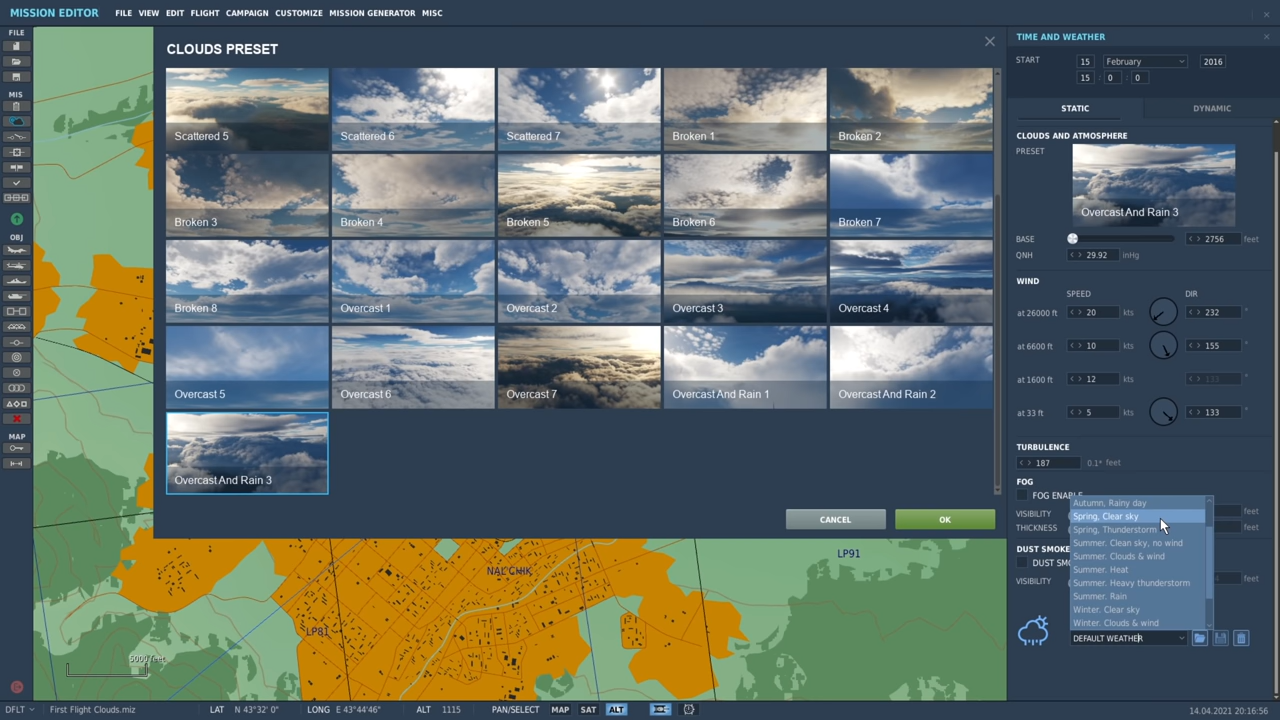 MISSION EDITOR FILE VIEW EDIT FLIGHT CAMPAIGN CUSTOMIZE MISSION GENERATOR MISC
FILE
MIS
OBJ
MAP
CLOUDS PRESET
Scattered 5 Scattered 6 Scattered 7 Broken 1 Broken 2
Broken 3 Broken 4 Broken 5 Broken 6 Broken 7
Broken 8 Overcast 1 Overcast 2 Overcast 3 Overcast 4
Overcast 5 Overcast 6 Overcast 7 Overcast And Rain 1 Overcast And Rain 2
Overcast And Rain 3
CANCEL OK
NAL'CHIK
LP91
LP81
5000 feet
TIME AND WEATHER
START 15 February 2016
15 : 0 : 0
STATIC DYNAMIC
CLOUDS AND ATMOSPHERE
PRESET
Overcast And Rain 3
BASE 2756 feet
QNH 29.92 inHg
WIND
SPEED DIR
at 26000 ft 20 kts 232 °
at 6600 ft 10 kts 155 °
at 1600 ft 12 kts 133 °
at 33 ft 5 kts 133 °
TURBULENCE
187 0.1* feet
FOG
FOG ENABLE
VISIBILITY feet
THICKNESS feet
DUST SMOKE
DUST SMO
VISIBILITY feet
Autumn, Rainy day
Spring, Clear sky
Spring, Thunderstorm
Summer. Clean sky, no wind
Summer. Clouds & wind
Summer. Heat
Summer. Heavy thunderstorm
Summer. Rain
Winter. Clear sky
Winter. Clouds & wind
DEFAULT WEATHER
DFLT First Flight Clouds.miz LAT N 43°32' 0" LONG E 43°44'46" ALT 1115 PAN/SELECT MAP SAT ALT 14.04.2021 20:16:56